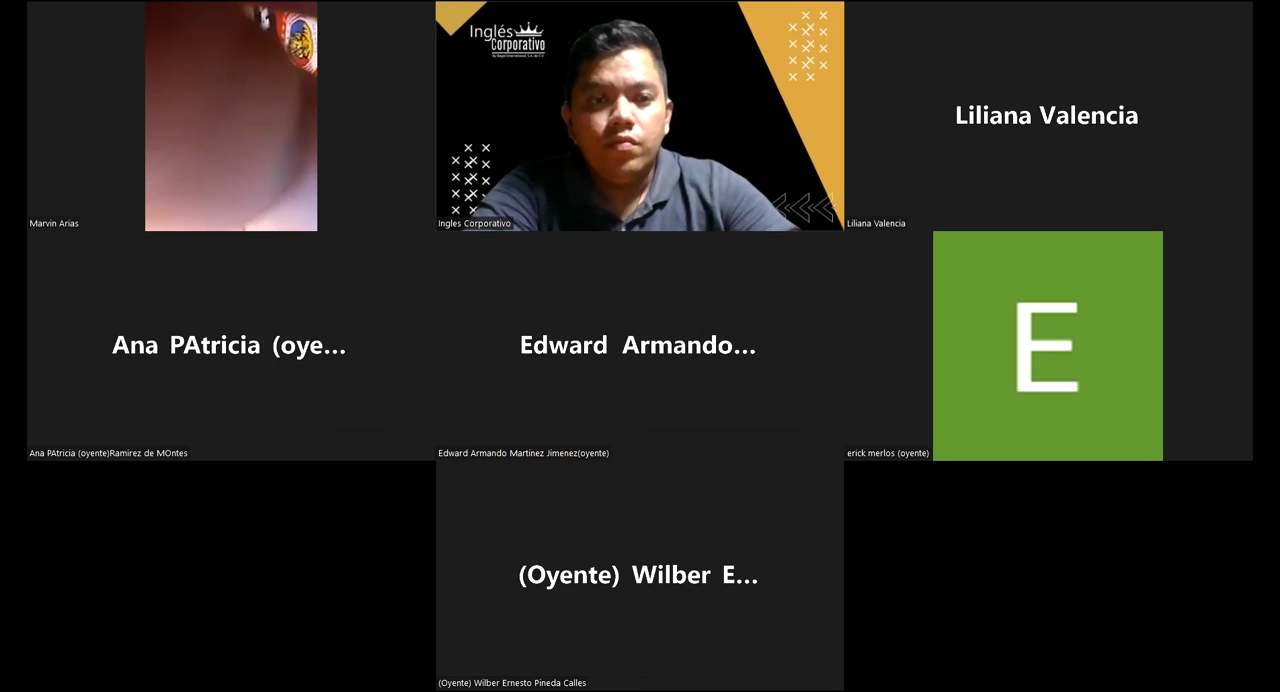 Inglés
Corporativo
Marvin Arias
Ingles Corporativo
Liliana Valencia
Liliana Valencia
Ana PAtricia (oye...
Ana PAtricia (oyente)Ramirez de MOntes
Edward Armando...
Edward Armando Martinez Jimenez(oyente)
E
erick merlos (oyente)
(Oyente) Wilber E...
(Oyente) Wilber Ernesto Pineda Calles